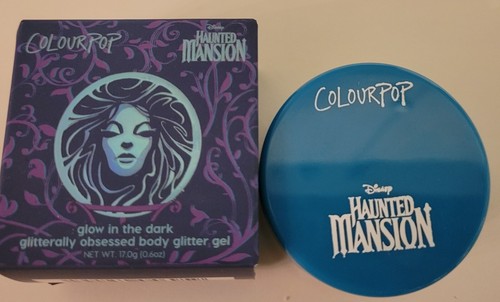 COLOURPOP
Disney
HAUNTED
MANSION
glow in the dark
glitterally obsessed body glitter gel
NET WT. 17.0g (0.6oz)
COLOURPOP
Disney
HAUNTED
MANSION